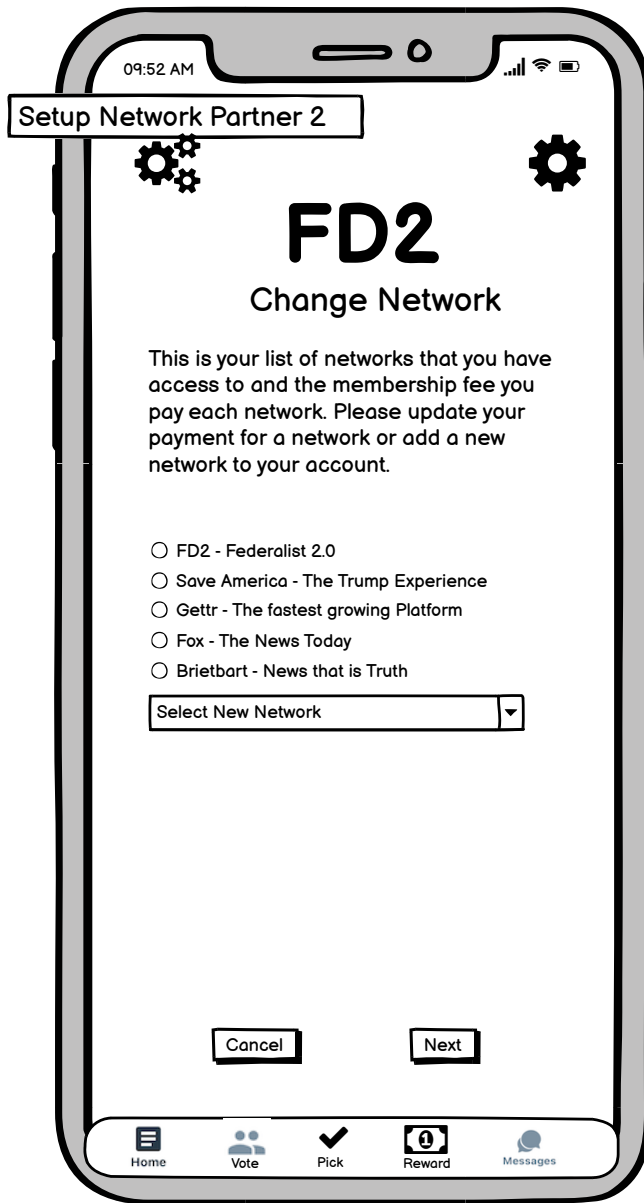 09:52 AM
Setup Network Partner 2
FD2
Change Network
This is your list of networks that you have
access to and the membership fee you
pay each network. Please update your
payment for a network or add a new
network to your account.
FD2 - Federalist 2.0
Save America - The Trump Experience
Gettr - The fastest growing Platform
Fox - The News Today
Brietbart - News that is Truth
Select New Network
Cancel Next
1
Home Vote Pick Reward Messages